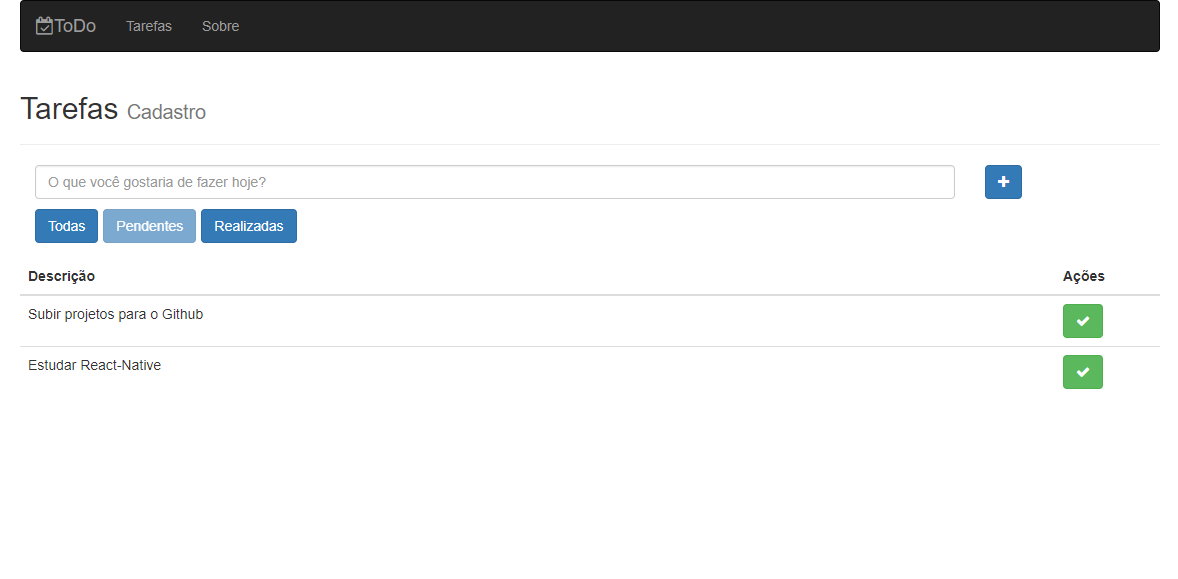 ToDo Tarefas Sobre
Tarefas Cadastro
O que você gostaria de fazer hoje?
Todas Pendentes Realizadas
Descrição Ações
Subir projetos para o Github
Estudar React-Native